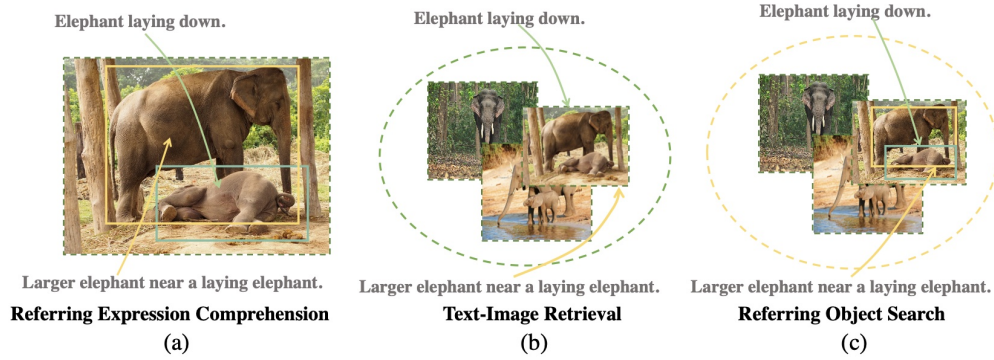 Elephant laying down.
Larger elephant near a laying elephant.
Referring Expression Comprehension
(a)
Elephant laying down.
Larger elephant near a laying elephant.
Text-Image Retrieval
(b)
Elephant laying down.
Larger elephant near a laying elephant.
Referring Object Search
(c)